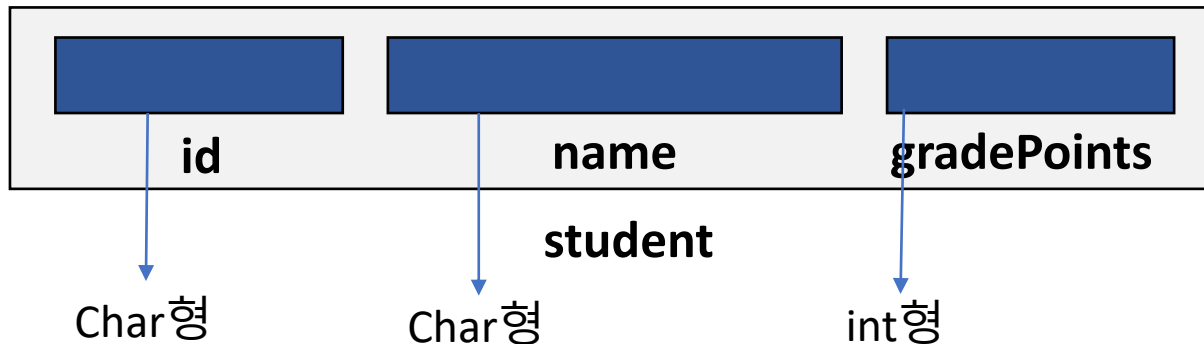 id name gradePoints
student
Char형 Char형 int형